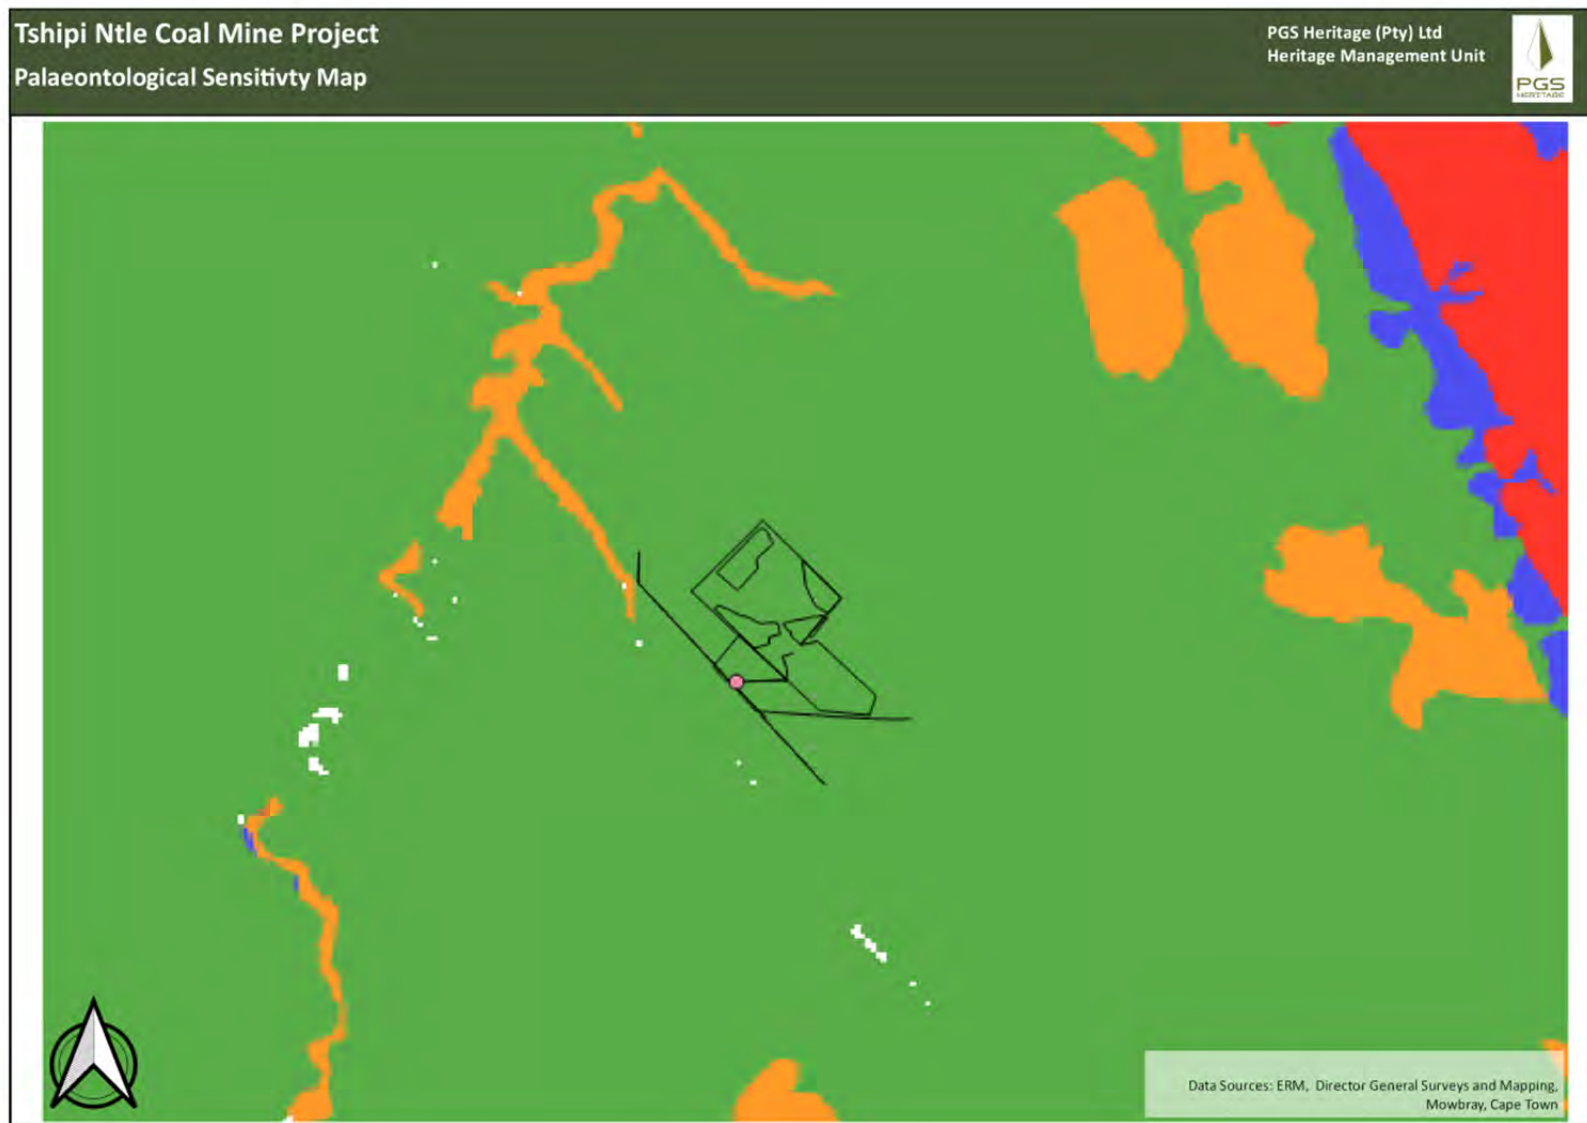 Tshipi Ntle Coal Mine Project
Palaeontological Sensitivty Map
PGS Heritage (Pty) Ltd
Heritage Management Unit
PGS
HERITAGE
Data Sources: ERM, Director General Surveys and Mapping,
Mowbray, Cape Town